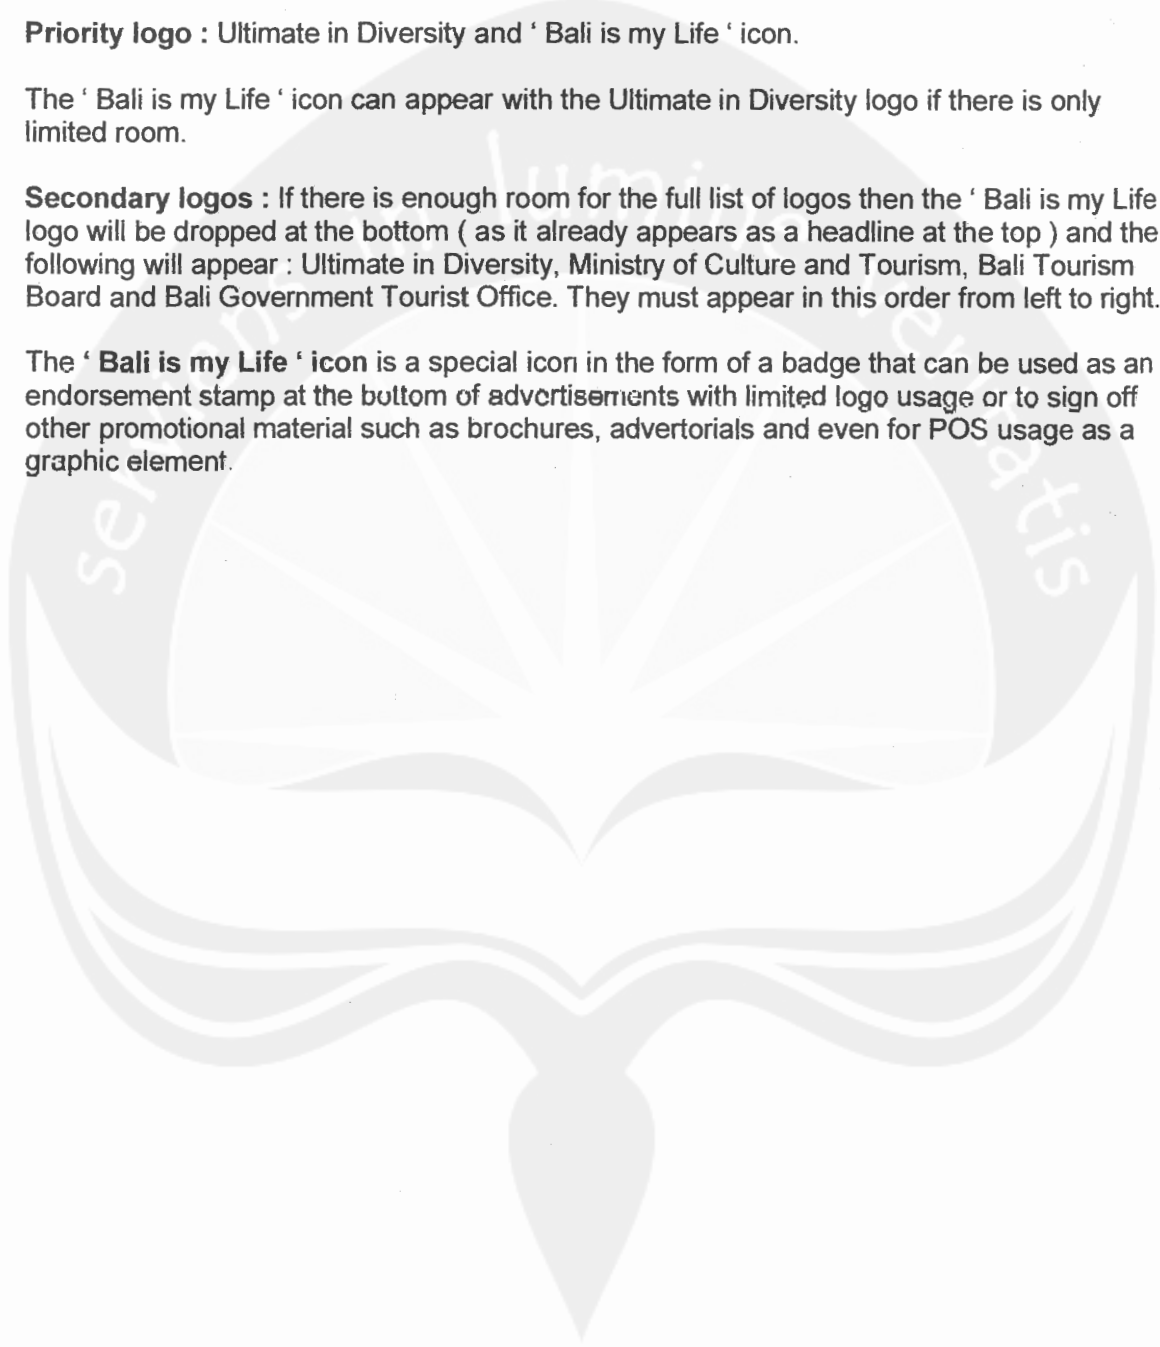 Priority logo : Ultimate in Diversity and ‘ Bali is my Life ‘ icon.
The ‘ Bali is my Life ‘ icon can appear with the Ultimate in Diversity logo if there is only
limited room.
Secondary logos : If there is enough room for the full list of logos then the ‘ Bali is my Life
logo will be dropped at the bottom ( as it already appears as a headline at the top ) and the
following will appear : Ultimate in Diversity, Ministry of Culture and Tourism, Bali Tourism
Board and Bali Government Tourist Office. They must appear in this order from left to right.
The ‘ Bali is my Life ‘ icon is a special icon in the form of a badge that can be used as an
endorsement stamp at the bottom of advertisements with limited logo usage or to sign off
other promotional material such as brochures, advertorials and even for POS usage as a
graphic element.
serviens in lumine veritatis